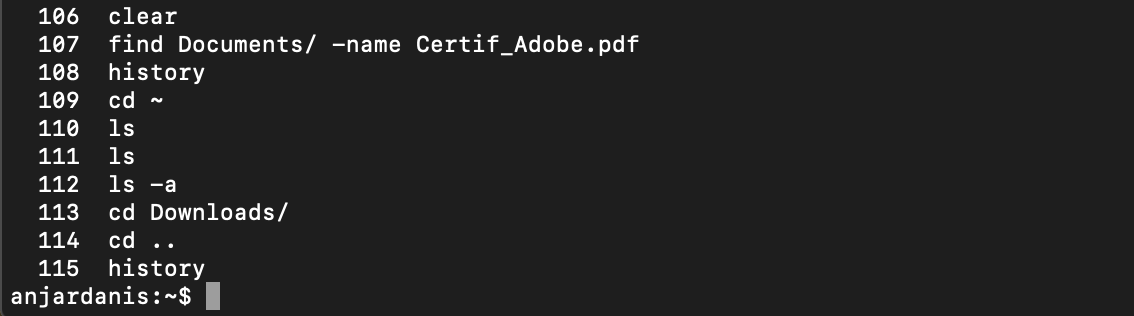 106 clear
107 find Documents/ -name Certif_Adobe.pdf
108 history
109 cd ~
110 ls
111 ls
112 ls -a
113 cd Downloads/
114 cd ..
115 history
anjardanis:~$